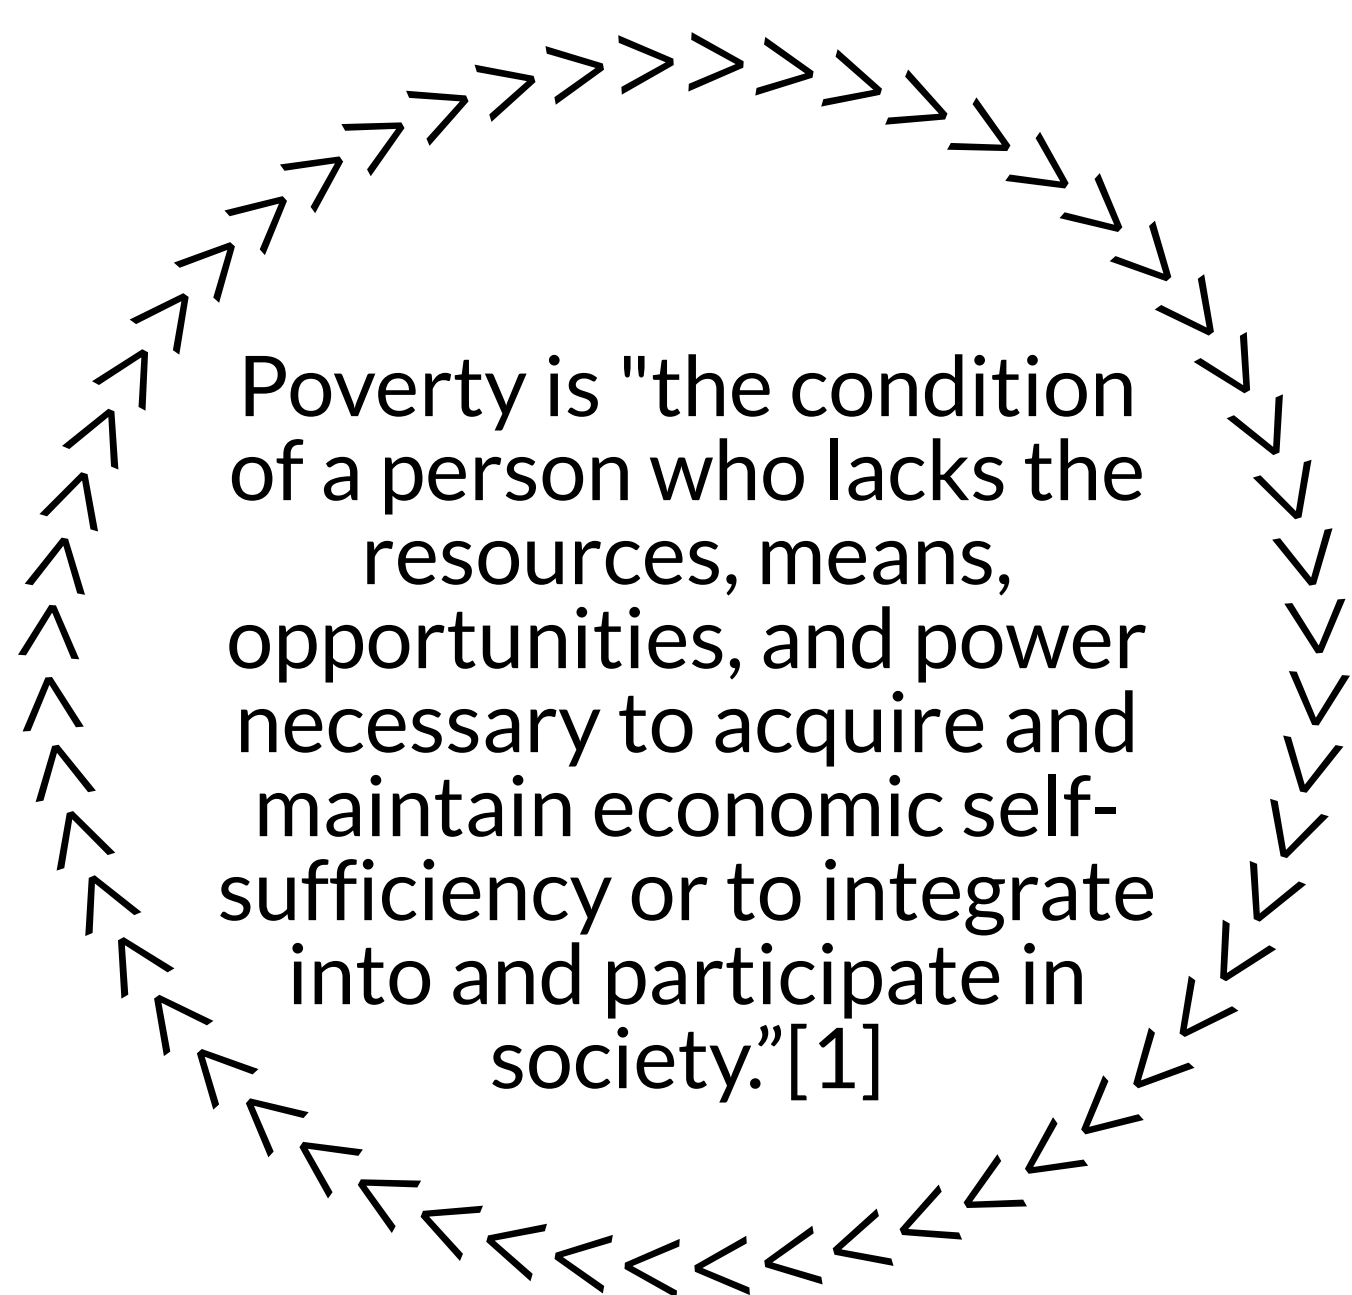 Poverty is "the condition
of a person who lacks the
resources, means,
opportunities, and power
necessary to acquire and
maintain economic self-
sufficiency or to integrate
into and participate in
society.”[1]